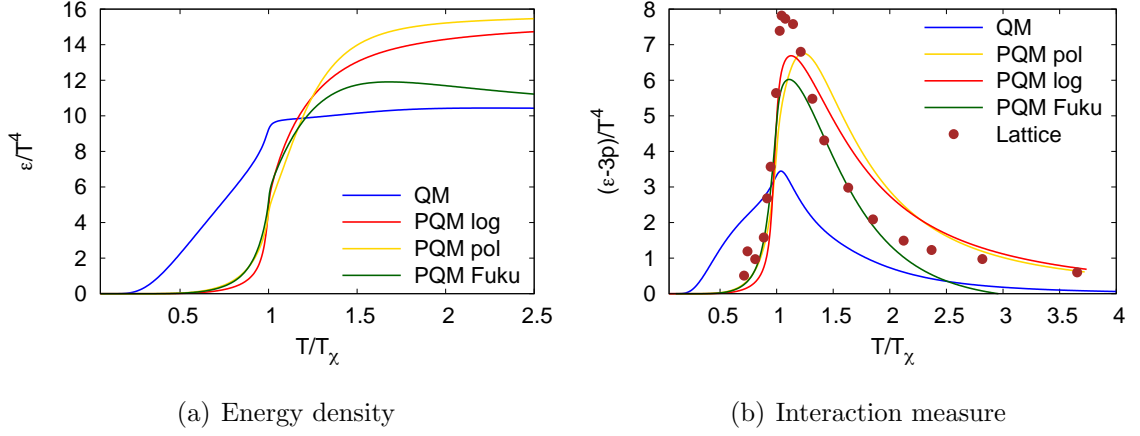 16
14
12
10
8
6
4
2
0
ε/T⁴
0.5
1
1.5
2
2.5
T/Tχ
QM
PQM log
PQM pol
PQM Fuku
(a) Energy density
8
7
6
5
4
3
2
1
0
(ε-3p)/T⁴
0.5
1
1.5
2
2.5
3
3.5
4
T/Tχ
QM
PQM pol
PQM log
PQM Fuku
Lattice
(b) Interaction measure